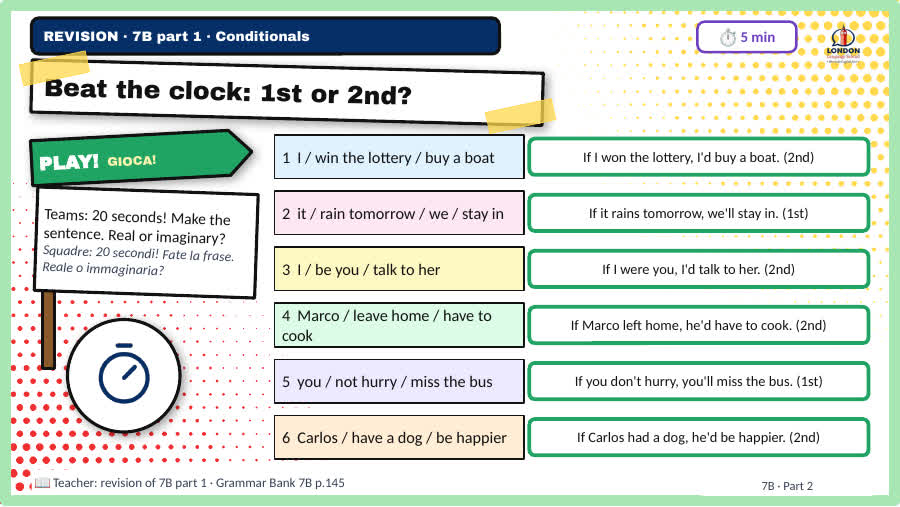 REVISION · 7B part 1 · Conditionals
⏱️ 5 min
LONDON
Beat the clock: 1st or 2nd?
PLAY! GIOCA!
Teams: 20 seconds! Make the
sentence. Real or imaginary?
Squadre: 20 secondi! Fate la frase.
Reale o immaginaria?
1 I / win the lottery / buy a boat
If I won the lottery, I'd buy a boat. (2nd)
2 it / rain tomorrow / we / stay in
If it rains tomorrow, we'll stay in. (1st)
3 I / be you / talk to her
If I were you, I'd talk to her. (2nd)
4 Marco / leave home / have to
cook
If Marco left home, he'd have to cook. (2nd)
5 you / not hurry / miss the bus
If you don't hurry, you'll miss the bus. (1st)
6 Carlos / have a dog / be happier
If Carlos had a dog, he'd be happier. (2nd)
📖 Teacher: revision of 7B part 1 · Grammar Bank 7B p.145
7B · Part 2